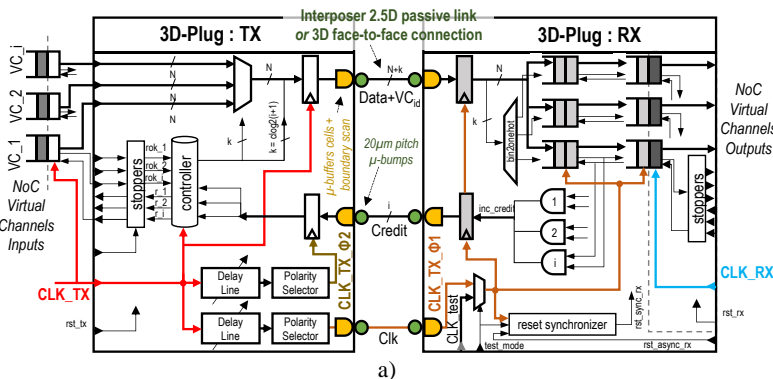 Interposer 2.5D passive link
or 3D face-to-face connection
3D-Plug : TX
3D-Plug : RX
VC_i
VC_2
VC_1
N
N
N
N
N+k
Data+VCid
N
k
k
k
k = clog2(i+1)
µ-buffers cells +
boundary scan
20µm pitch
µ-bumps
bin2onehot
NoC
Virtual
Channels
Outputs
NoC
Virtual
Channels
Inputs
stoppers
rok_1
rok_2
rok_i
r_1
r_2
r_i
controller
i
Credit
inc_credit
1
2
i
stoppers
CLK_TX
CLK_TX_Φ2
CLK_TX_Φ1
CLK_RX
Delay
Line
Polarity
Selector
Delay
Line
Polarity
Selector
Clk
CLK_test
reset synchronizer
rst_sync_rx
rst_rx
rst_tx
test_mode
rst_async_rx
a)